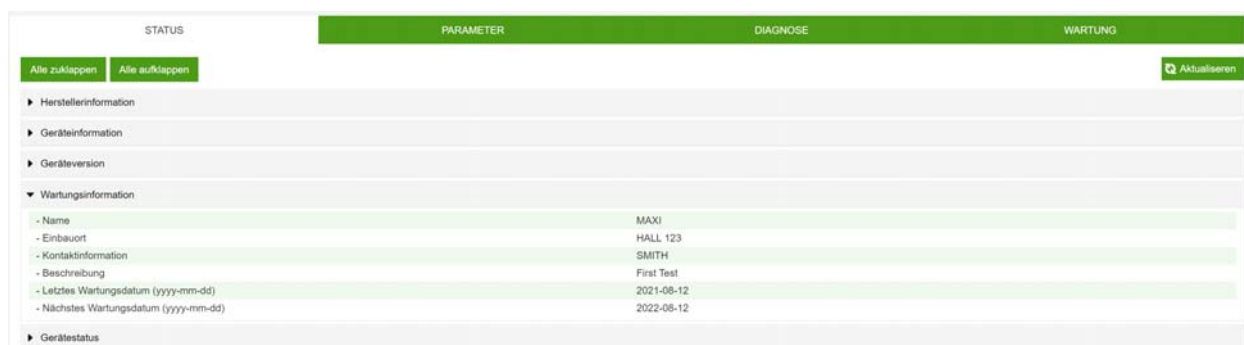 STATUS PARAMETER DIAGNOSE WARTUNG
Alle zuklappen Alle aufklappen Aktualiseren
Herstellerinformation
Geräteinformation
Geräteversion
Wartungsinformation
- Name MAXI
- Einbauort HALL 123
- Kontaktinformation SMITH
- Beschreibung First Test
- Letztes Wartungsdatum (yyyy-mm-dd) 2021-08-12
- Nächstes Wartungsdatum (yyyy-mm-dd) 2022-08-12
Gerätestatus